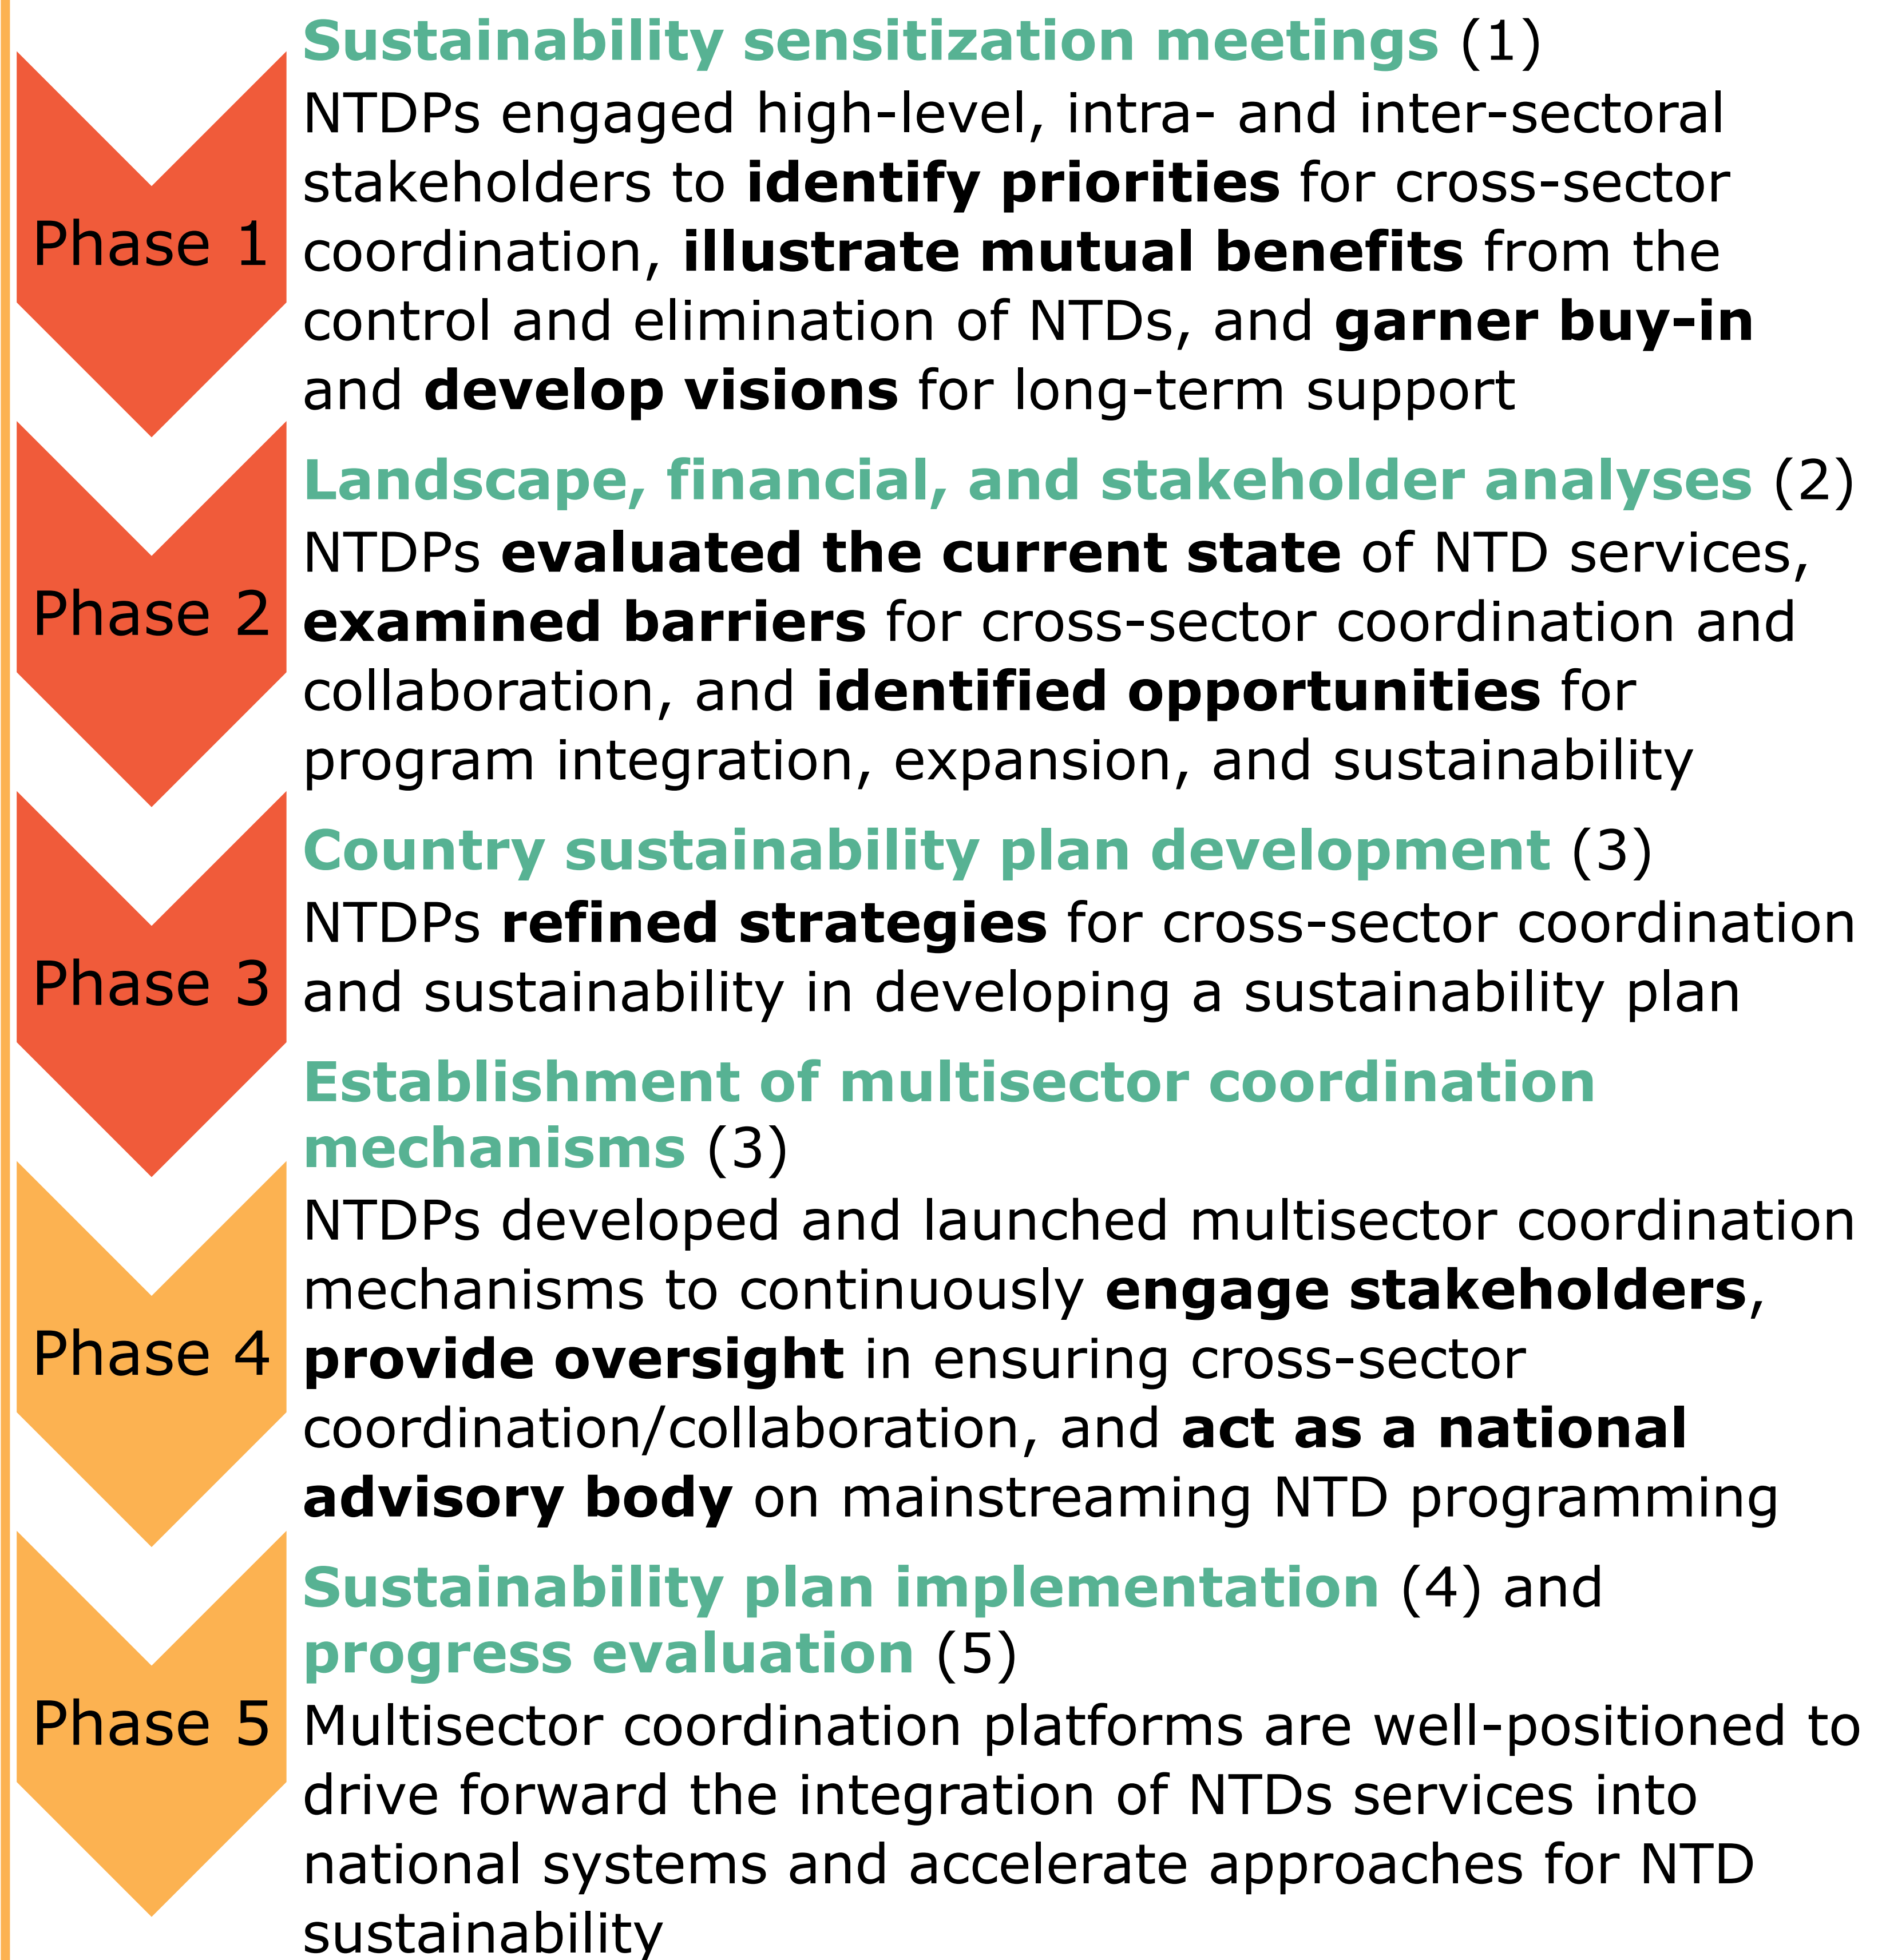 Sustainability sensitization meetings (1)
NTDPs engaged high-level, intra- and inter-sectoral
stakeholders to identify priorities for cross-sector
Phase 1
coordination, illustrate mutual benefits from the
control and elimination of NTDs, and garner buy-in
and develop visions for long-term support
Landscape, financial, and stakeholder analyses (2)
NTDPs evaluated the current state of NTD services,
Phase 2
examined barriers for cross-sector coordination and
collaboration, and identified opportunities for
program integration, expansion, and sustainability
Country sustainability plan development (3)
NTDPs refined strategies for cross-sector coordination
Phase 3
and sustainability in developing a sustainability plan
Establishment of multisector coordination
mechanisms (3)
NTDPs developed and launched multisector coordination
mechanisms to continuously engage stakeholders,
Phase 4
provide oversight in ensuring cross-sector
coordination/collaboration, and act as a national
advisory body on mainstreaming NTD programming
Sustainability plan implementation (4) and
progress evaluation (5)
Phase 5
Multisector coordination platforms are well-positioned to
drive forward the integration of NTDs services into
national systems and accelerate approaches for NTD
sustainability